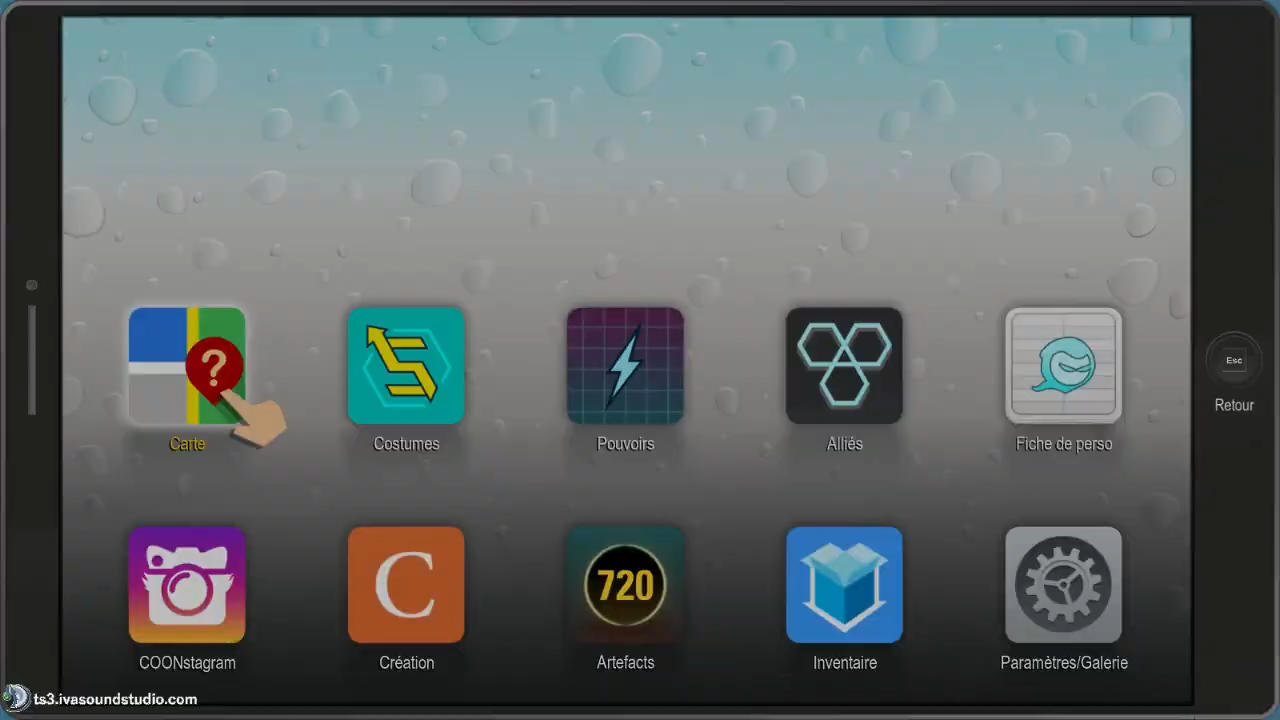 ?
Carte
Costumes
Pouvoirs
Alliés
Fiche de perso
Esc
Retour
C
720
COONstagram
Création
Artefacts
Inventaire
Paramètres/Galerie
ts3.ivasoundstudio.com